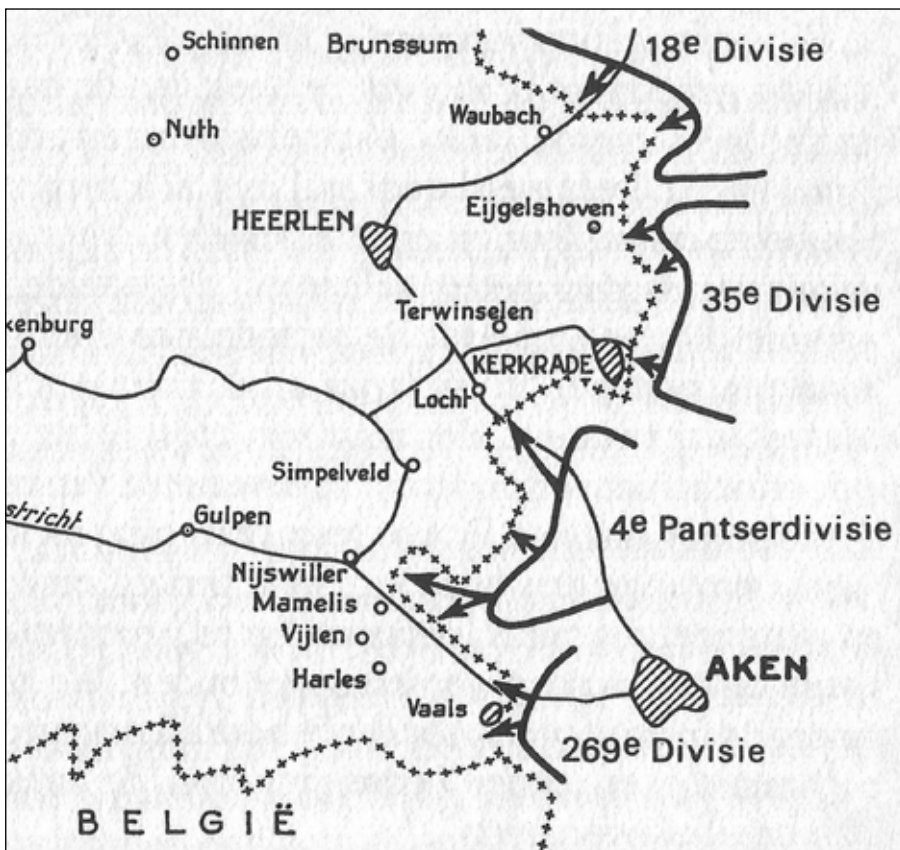 Schinnen
Brunssum
18e Divisie
Nuth
Waubach
HEERLEN
Eijgelshoven
35e Divisie
Terwinselen
kenburg
KERKRADE
Locht
Simpelveld
stricht
Gulpen
4e Pantserdivisie
Nijswiller
Mamelis
Vijlen
Harles
AKEN
Vaals
269e Divisie
BELGIË